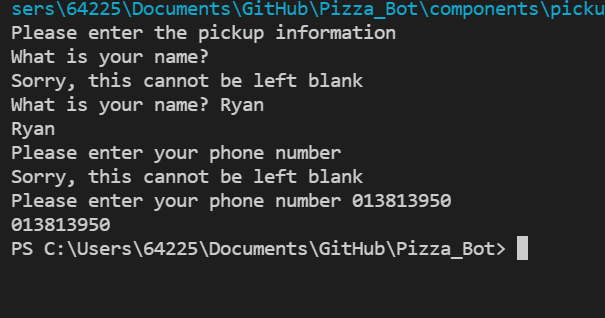 sers\64225\Documents\GitHub\Pizza_Bot\components\picku
Please enter the pickup information
What is your name?
Sorry, this cannot be left blank
What is your name? Ryan
Ryan
Please enter your phone number
Sorry, this cannot be left blank
Please enter your phone number 013813950
013813950
PS C:\Users\64225\Documents\GitHub\Pizza_Bot>